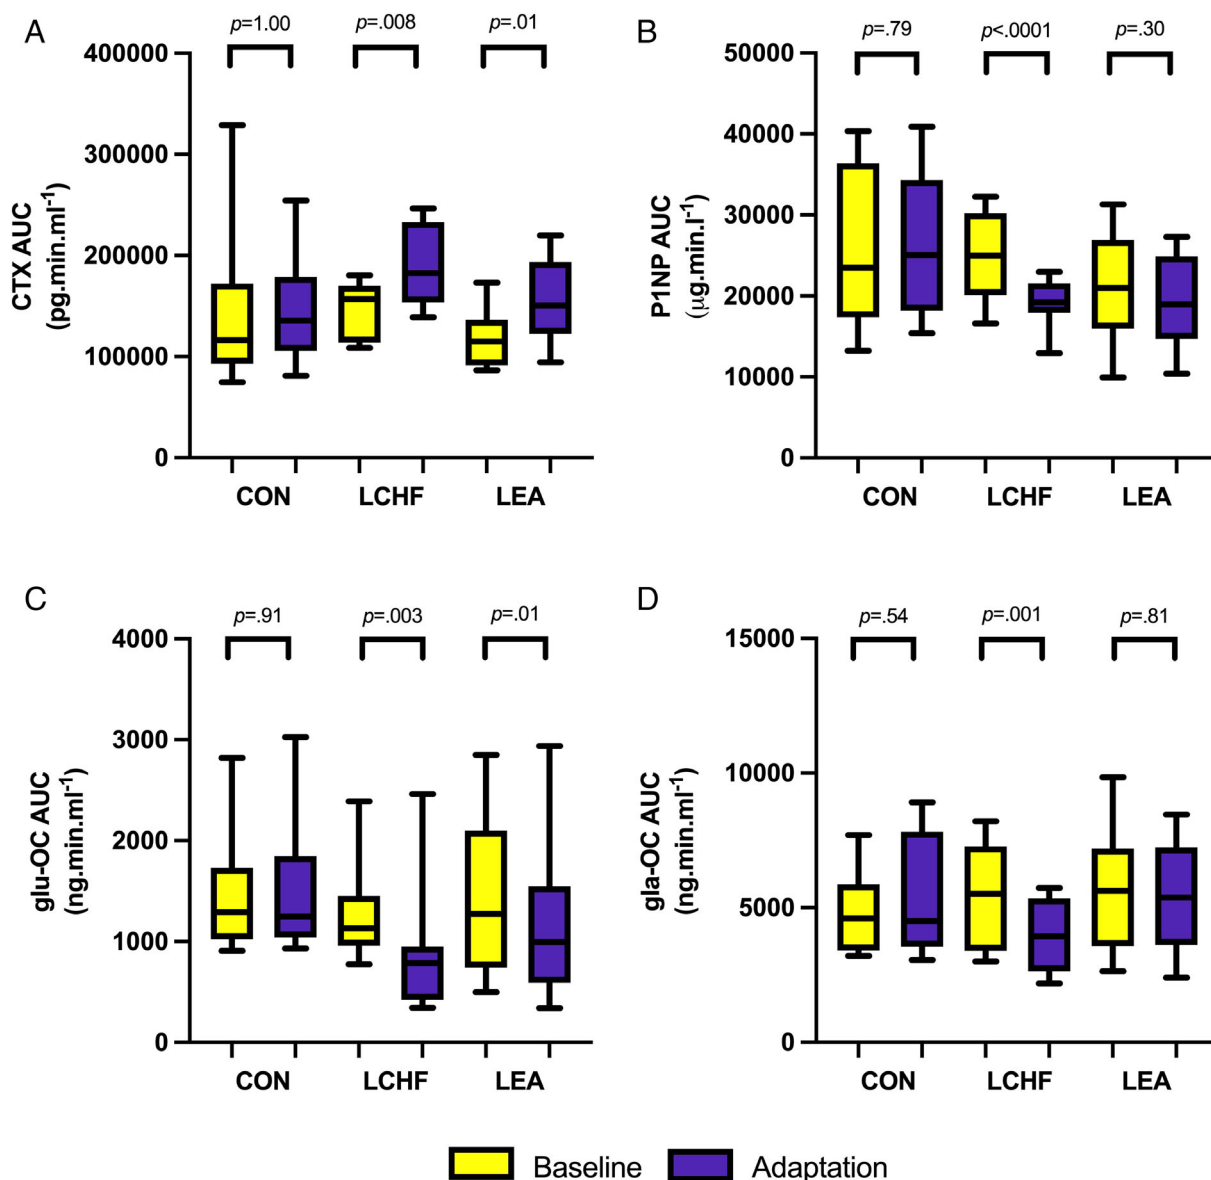 A
p=1.00
p=.008
p=.01
400000
300000
200000
100000
0
CTX AUC
(pg.min.ml⁻¹)
CON
LCHF
LEA
B
p=.79
p<.0001
p=.30
50000
40000
30000
20000
10000
0
P1NP AUC
(μg.min.l⁻¹)
CON
LCHF
LEA
C
p=.91
p=.003
p=.01
4000
3000
2000
1000
0
glu-OC AUC
(ng.min.ml⁻¹)
CON
LCHF
LEA
D
p=.54
p=.001
p=.81
15000
10000
5000
0
gla-OC AUC
(ng.min.ml⁻¹)
CON
LCHF
LEA
Baseline
Adaptation